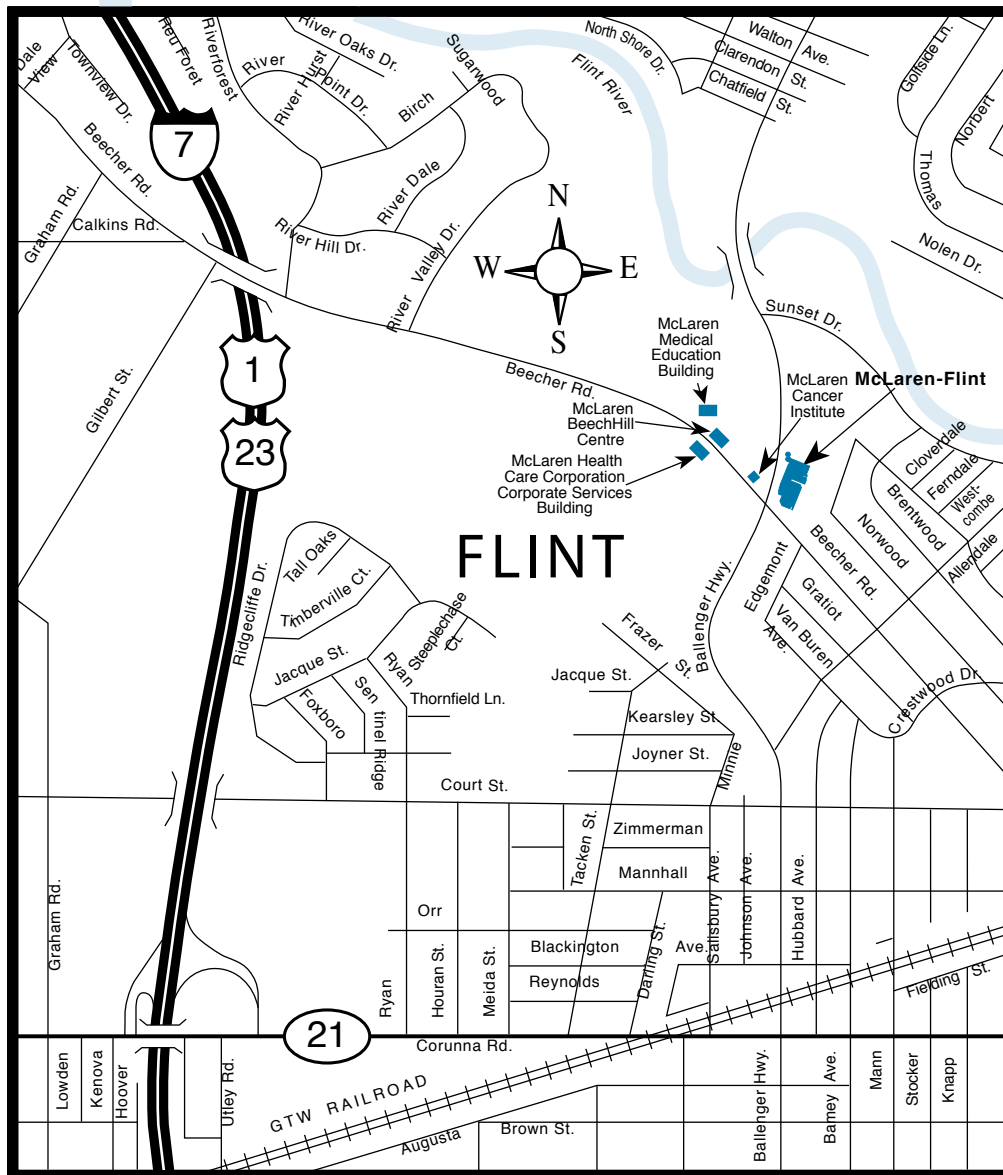 Dale
View
Townview Dr.
Reu Foret
Riverforest
River Oaks Dr.
River
Point Dr.
River Hurst
Birch
Sugarwood
North Shore Dr.
Flint River
Walton Ave.
Clarendon St.
Chatfield St.
Golfside Ln.
Norbert
Thomas
Nolen Dr.
7
Beecher Rd.
Graham Rd.
Calkins Rd.
River Hill Dr.
River Dale
River Valley Dr.
N
W
E
S
Sunset Dr.
1
23
Gilbert St.
Beecher Rd.
McLaren
Medical
Education
Building
McLaren
BeechHill
Centre
McLaren Health
Care Corporation
Corporate Services
Building
McLaren
Cancer
Institute
McLaren-Flint
Cloverdale
Ferndale
West-
combe
Brentwood
Norwood
Allendale
FLINT
Tall Oaks
Timberville Ct.
Ridgecliffe Dr.
Jacque St.
Ryan
Steeplechase
Ct.
Foxboro
Sen
tinel Ridge
Thornfield Ln.
Ballenger Hwy.
Edgemont
Ave.
Beecher Rd.
Gratiot
Van Buren
Crestwood Dr.
Frazer St.
Jacque St.
Kearsley St.
Joyner St.
Minnie
Court St.
Tacken St.
Zimmerman
Mannhall
Salisbury Ave.
Johnson Ave.
Hubbard Ave.
Graham Rd.
Orr
Ryan
Houran St.
Meida St.
Blackington
Ave.
Reynolds
Darling St.
Fielding St.
21
Corunna Rd.
Lowden
Kenova
Hoover
Utley Rd.
GTW RAILROAD
Augusta
Brown St.
Ballenger Hwy.
Barney Ave.
Mann
Stocker
Knapp